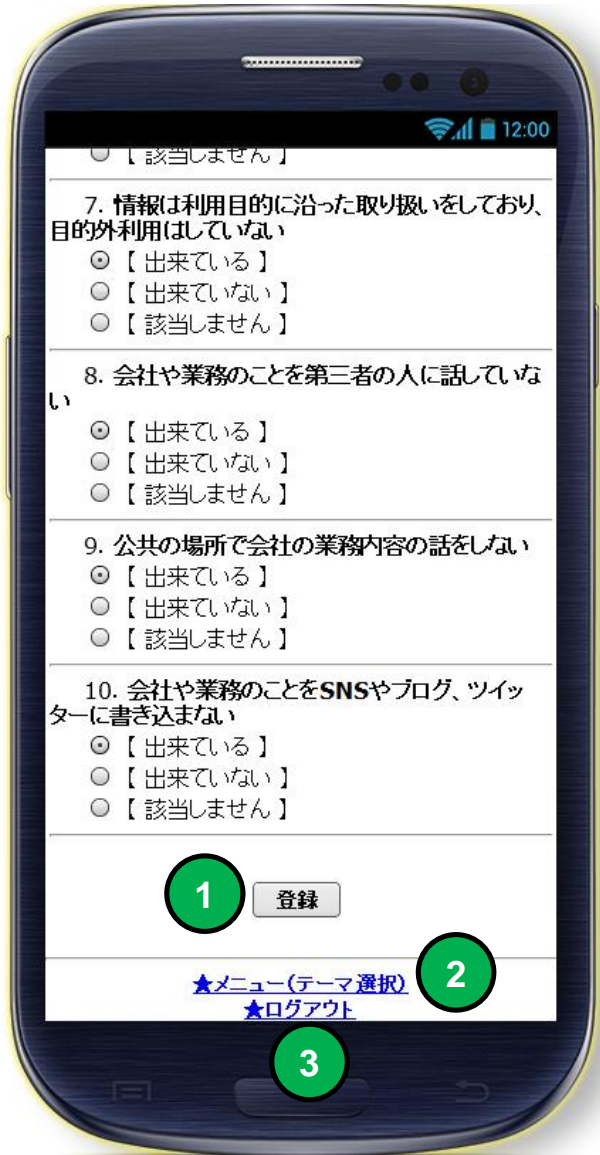 12:00
【 該当しません 】
7. 情報は利用目的に沿った取り扱いをしており、
目的外利用はしていない
【 出来ている 】
【 出来ていない 】
【 該当しません 】
8. 会社や業務のことを第三者の人に話していな
い
【 出来ている 】
【 出来ていない 】
【 該当しません 】
9. 公共の場所で会社の業務内容の話をしない
【 出来ている 】
【 出来ていない 】
【 該当しません 】
10. 会社や業務のことをSNSやブログ、ツイッ
ターに書き込まない
【 出来ている 】
【 出来ていない 】
【 該当しません 】
1 登録
★メニュー(テーマ選択) 2
★ログアウト
3